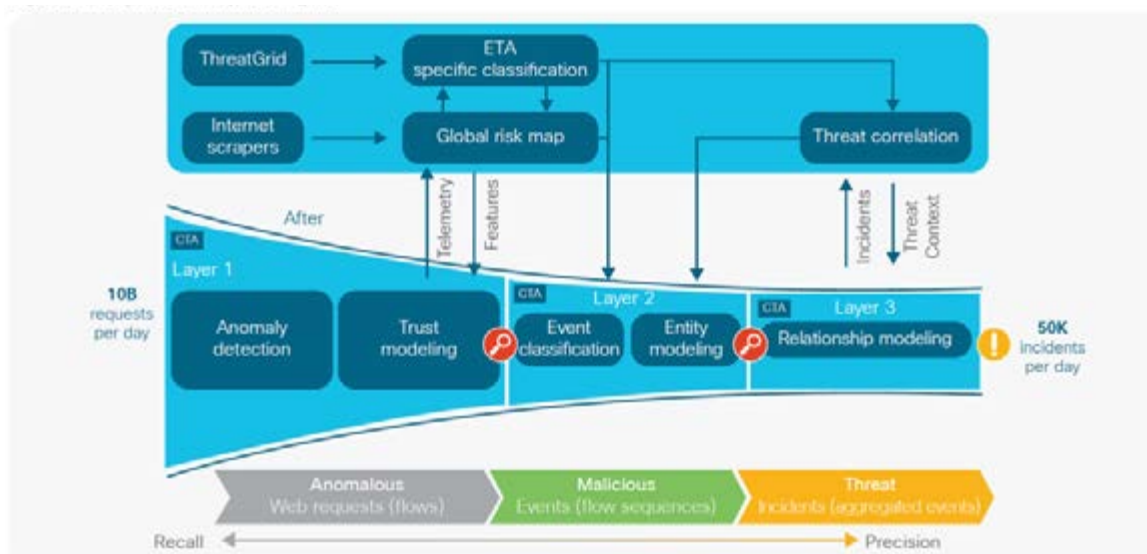 ThreatGrid
ETA
specific classification
Internet
scrapers
Global risk map
Threat correlation
After
Telemetry
Features
Incidents
Threat
Context
CTA
Layer 1
10B
requests
per day
Anomaly
detection
Trust
modeling
CTA
Layer 2
Event
classification
Entity
modeling
CTA
Layer 3
Relationship modeling
50K
incidents
per day
Anomalous
Web requests (flows)
Malicious
Events (flow sequences)
Threat
Incidents (aggregated events)
Recall
Precision